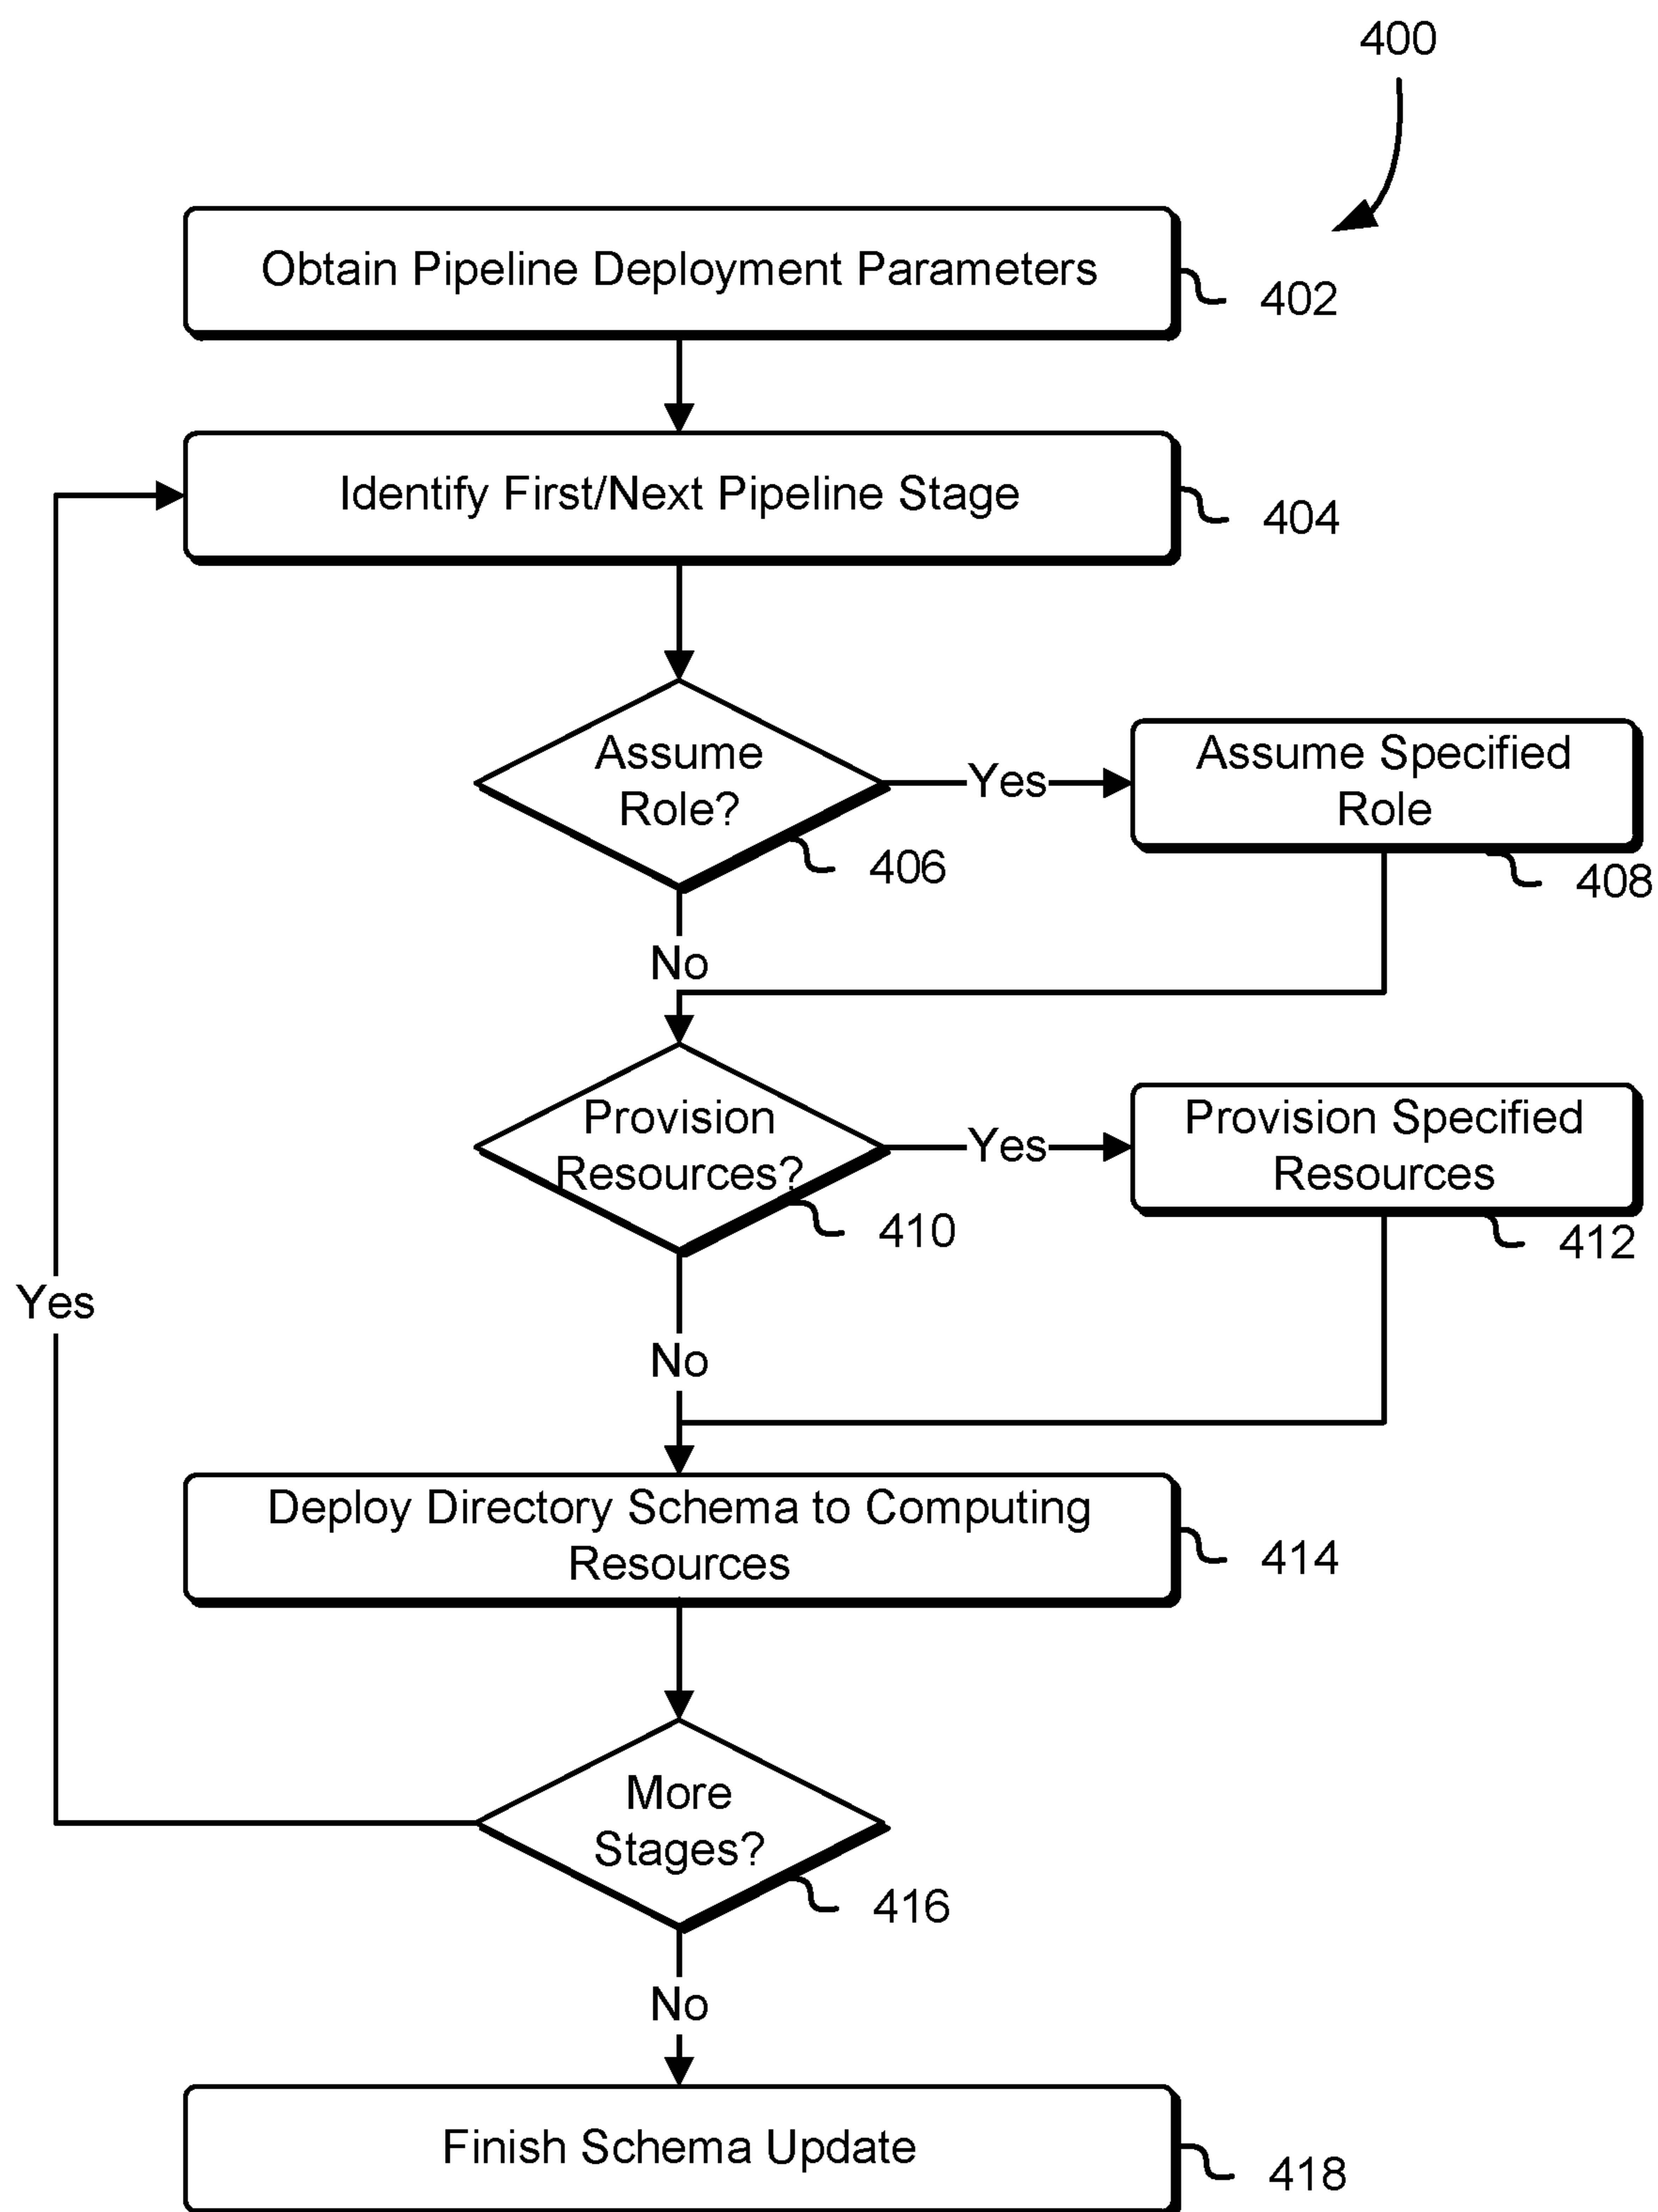 400
Obtain Pipeline Deployment Parameters
402
Identify First/Next Pipeline Stage
404
Assume
Role?
406
Yes
Assume Specified
Role
408
No
Provision
Resources?
410
Yes
Provision Specified
Resources
412
Yes
No
Deploy Directory Schema to Computing
Resources
414
More
Stages?
416
No
Finish Schema Update
418